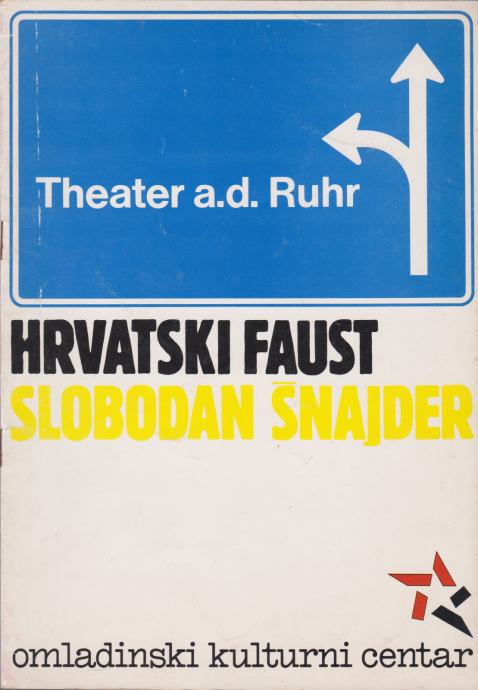 Theater a.d. Ruhr
HRVATSKI FAUST
SLOBODAN ŠNAJDER
omladinski kulturni centar